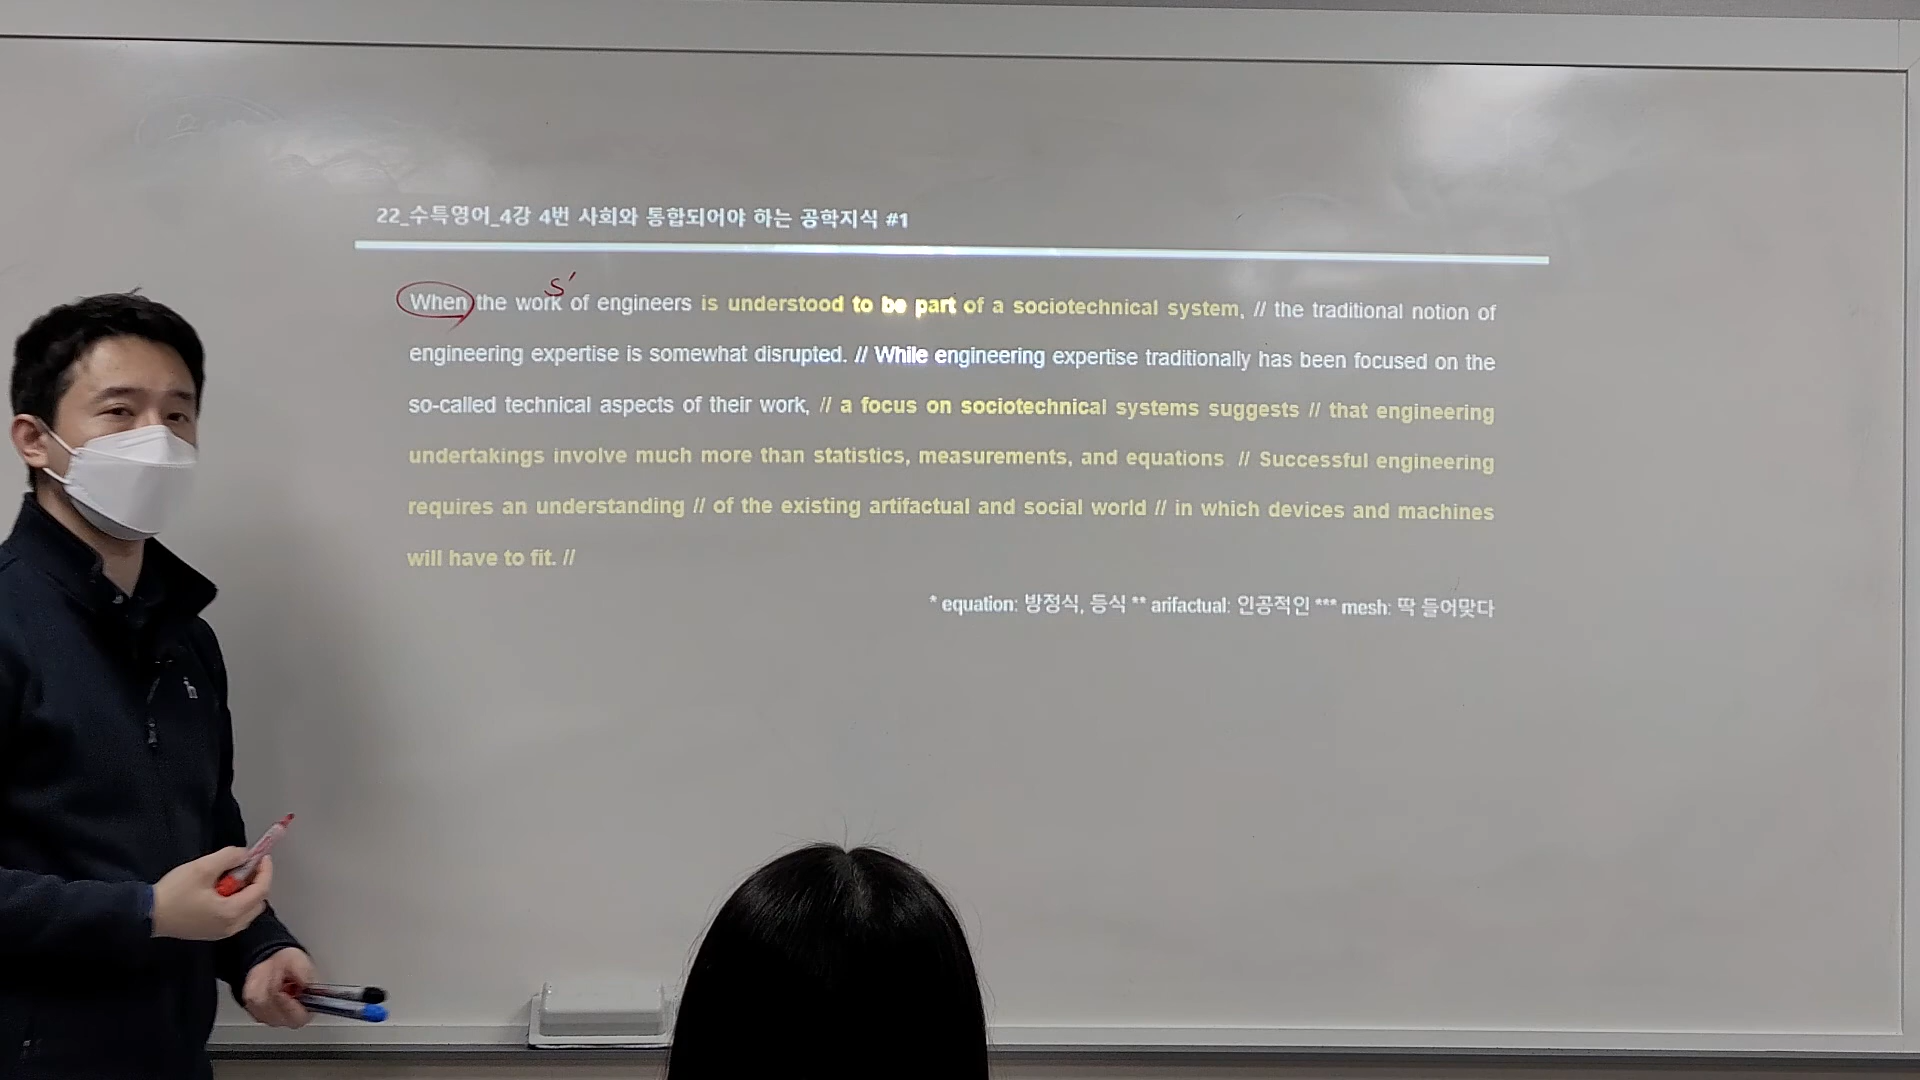 22_수특영어_4강 4번 사회와 통합되어야 하는 공학지식 #1
S'
When the work of engineers is understood to be part of a sociotechnical system, // the traditional notion of
engineering expertise is somewhat disrupted. // While engineering expertise traditionally has been focused on the
so-called technical aspects of their work, // a focus on sociotechnical systems suggests // that engineering
undertakings involve much more than statistics, measurements, and equations // Successful engineering
requires an understanding // of the existing artifactual and social world // in which devices and machines
will have to fit. //
* equation: 방정식, 등식 ** arifactual: 인공적인 *** mesh: 딱 들어맞다